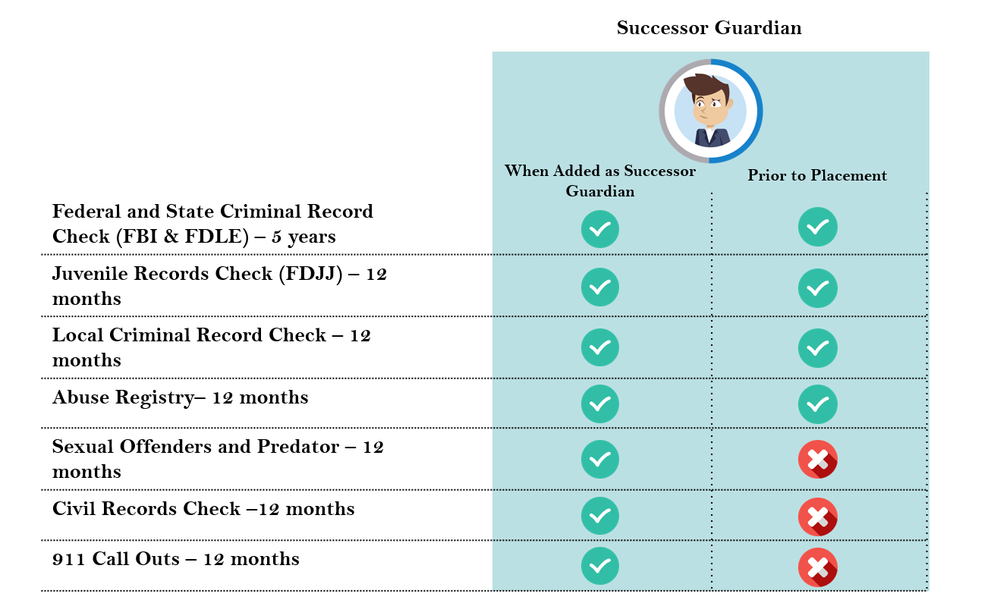 Successor Guardian
When Added as Successor
Guardian
Prior to Placement
Federal and State Criminal Record
Check (FBI & FDLE) – 5 years
Juvenile Records Check (FDJJ) – 12
months
Local Criminal Record Check – 12
months
Abuse Registry– 12 months
Sexual Offenders and Predator – 12
months
Civil Records Check –12 months
911 Call Outs – 12 months